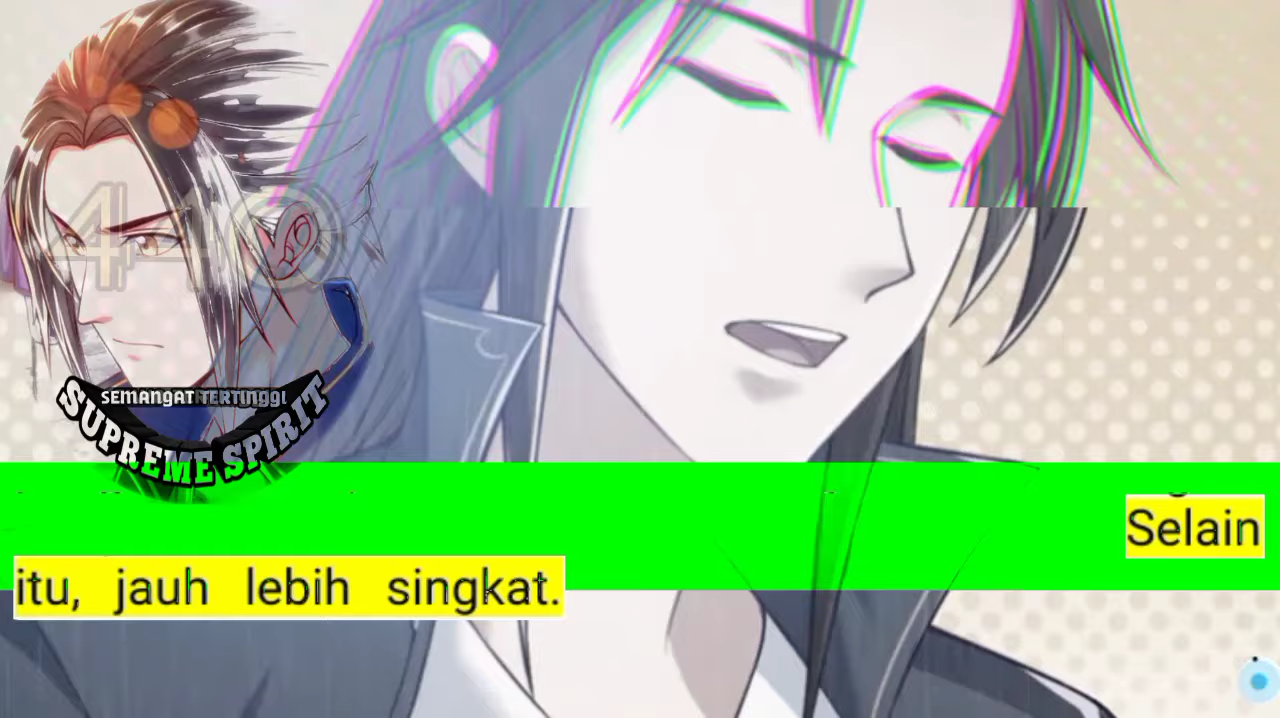 SEMANGAT TERTINGGI
SUPREME SPIRIT
Selain
itu, jauh lebih singkat.